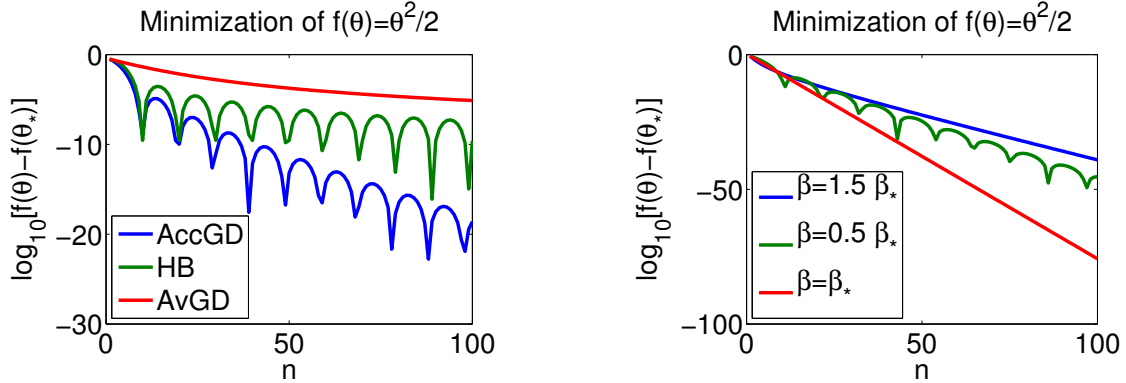 Minimization of f(θ)=θ²/2
log₁₀[f(θ)−f(θ*)]
0
−10
−20
−30
AccGD
HB
AvGD
0
50
100
n
Minimization of f(θ)=θ²/2
log₁₀[f(θ)−f(θ*)]
0
−50
−100
β=1.5 β*
β=0.5 β*
β=β*
0
50
100
n